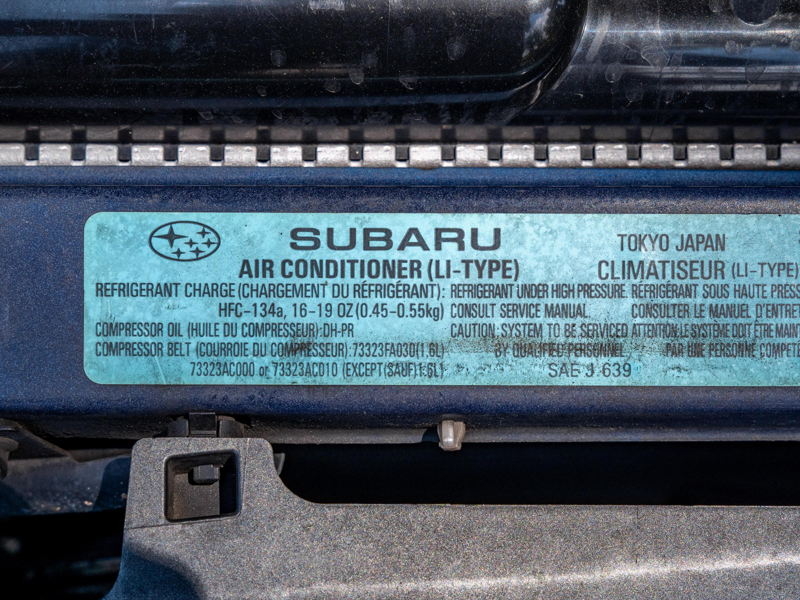 SUBARU TOKYO JAPAN
AIR CONDITIONER (LI-TYPE) CLIMATISEUR (LI-TYPE)
REFRIGERANT CHARGE (CHARGEMENT DU RÉFRIGÉRANT):
HFC-134a, 16-19 OZ (0.45-0.55kg)
COMPRESSOR OIL (HUILE DU COMPRESSEUR):DH-PR
COMPRESSOR BELT (COURROIE DU COMPRESSEUR):73323FA030(1.6L)
73323AC000 or 73323AC010 (EXCEPT(SAUF)1.6L)
REFRIGERANT UNDER HIGH PRESSURE.
CONSULT SERVICE MANUAL.
CAUTION: SYSTEM TO BE SERVICED
BY QUALIFIED PERSONNEL
SAE J 639
RÉFRIGÉRANT SOUS HAUTE PRESS
CONSULTER LE MANUEL D'ENTRET
ATTENTION:LE SYSTÈME DOIT ÊTRE MAINT
PAR UNE PERSONNE COMPÉTE